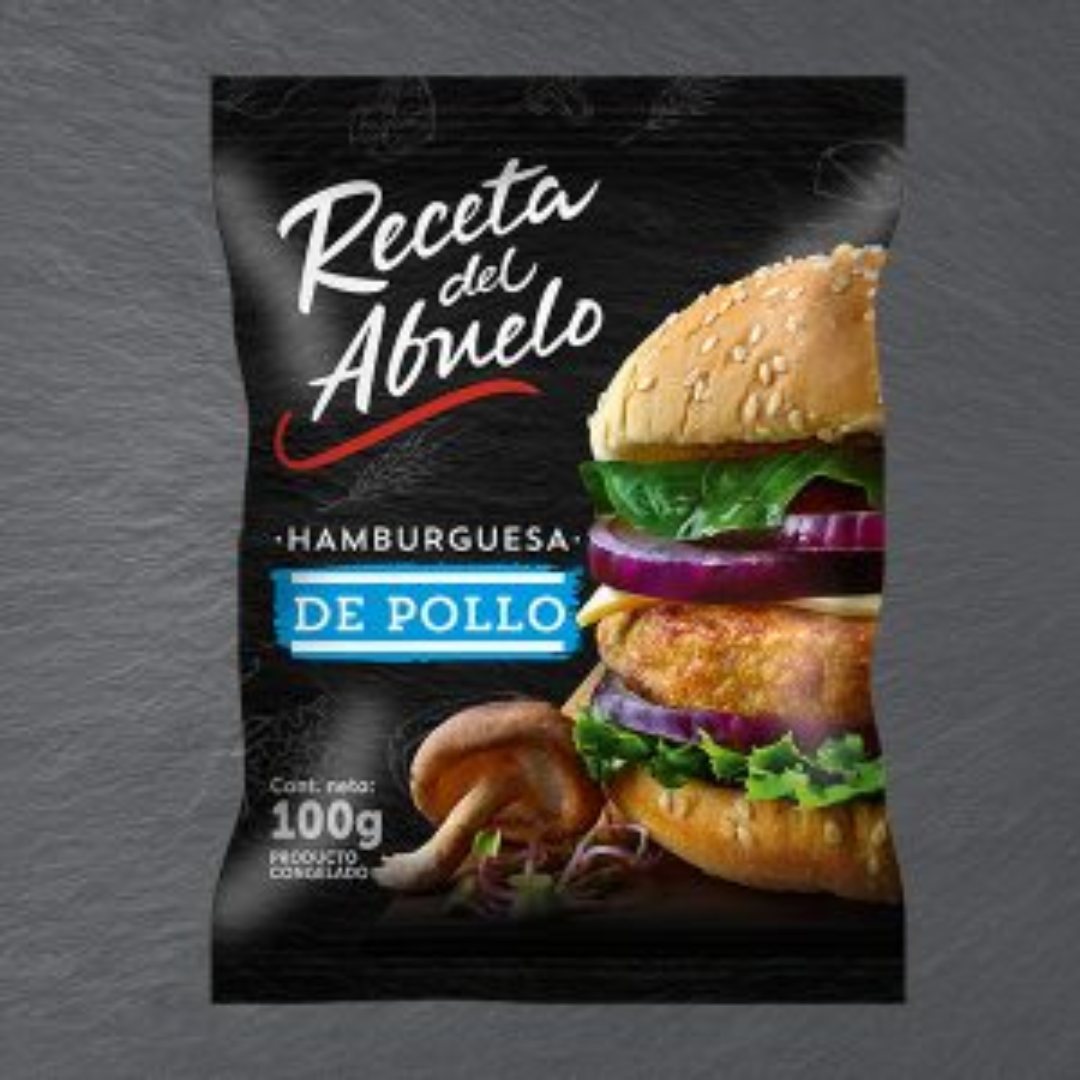 Receta
del
Abuelo
·HAMBURGUESA·
DE POLLO
Cont. neto:
100g
PRODUCTO
CONGELADO